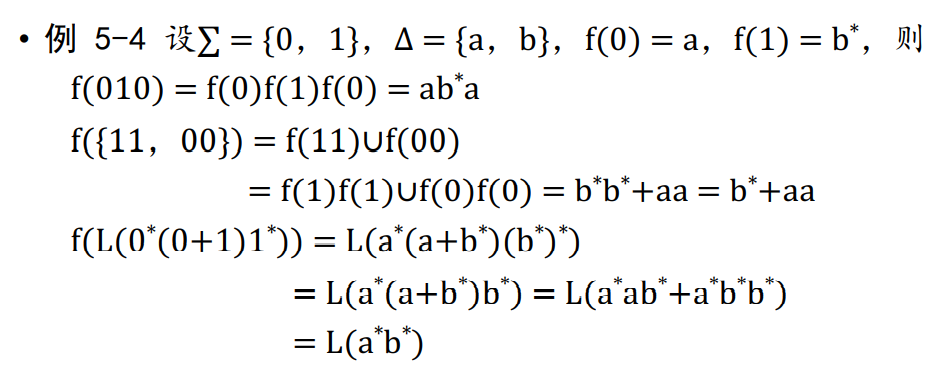 • 例 5-4 设∑ = {0，1}，Δ = {a，b}，f(0) = a，f(1) = b*，则
f(010) = f(0)f(1)f(0) = ab*a
f({11，00}) = f(11)∪f(00)
= f(1)f(1)∪f(0)f(0) = b*b*+aa = b*+aa
f(L(0*(0+1)1*)) = L(a*(a+b*)(b*)*)
= L(a*(a+b*)b*) = L(a*ab*+a*b*b*)
= L(a*b*)